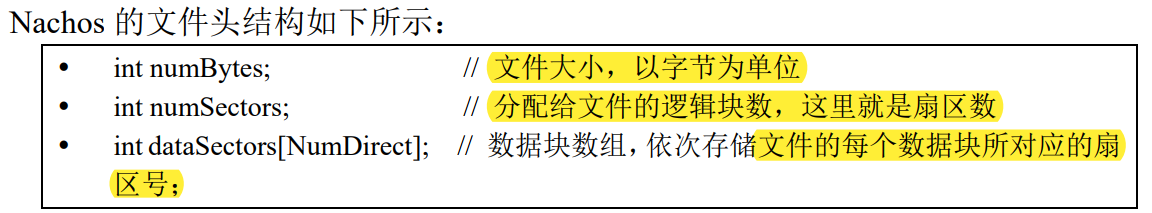 Nachos 的文件头结构如下所示：
• int numBytes; // 文件大小，以字节为单位
• int numSectors; // 分配给文件的逻辑块数，这里就是扇区数
• int dataSectors[NumDirect]; // 数据块数组，依次存储文件的每个数据块所对应的扇
区号；